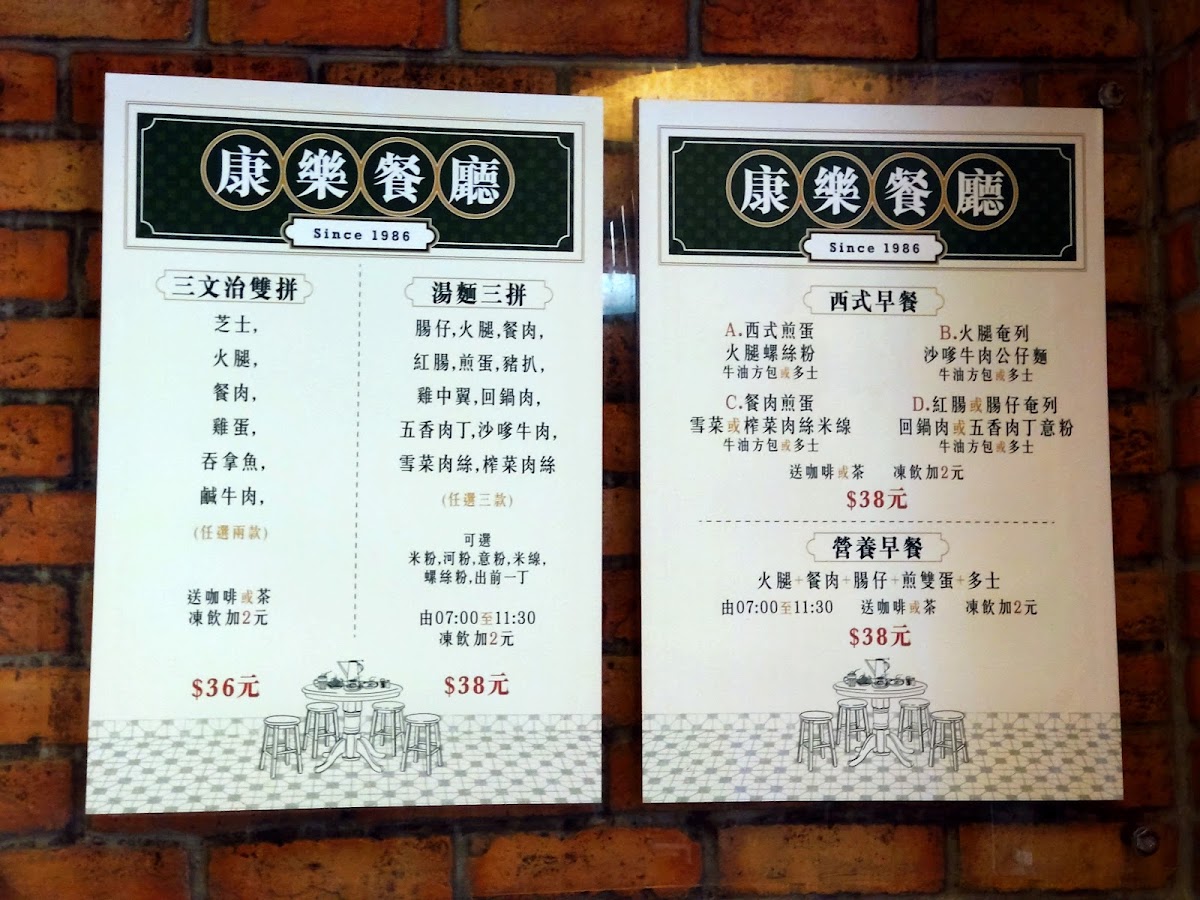 康樂餐廳
Since 1986
三文治雙拼
芝士,
火腿,
餐肉,
雞蛋,
吞拿魚,
鹹牛肉,
(任選兩款)
送咖啡或茶
凍飲加2元
$36元
湯麵三拼
腸仔,火腿,餐肉,
紅腸,煎蛋,豬扒,
雞中翼,回鍋肉,
五香肉丁,沙嗲牛肉,
雪菜肉絲,榨菜肉絲
(任選三款)
可選
米粉,河粉,意粉,米線,
螺絲粉,出前一丁
由07:00至11:30
凍飲加2元
$38元
康樂餐廳
Since 1986
西式早餐
A.西式煎蛋
火腿螺絲粉
牛油方包或多士
B.火腿奄列
沙嗲牛肉公仔麵
牛油方包或多士
C.餐肉煎蛋
雪菜或榨菜肉絲米線
牛油方包或多士
D.紅腸或腸仔奄列
回鍋肉或五香肉丁意粉
牛油方包或多士
送咖啡或茶 凍飲加2元
$38元
營養早餐
火腿+餐肉+腸仔+煎雙蛋+多士
由07:00至11:30 送咖啡或茶 凍飲加2元
$38元